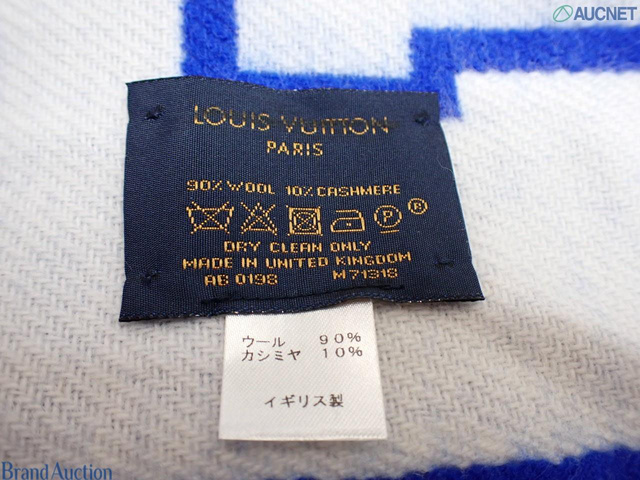 AUCNET
LOUIS VUITTON
PARIS
90% WOOL 10% CASHMERE
P ®
DRY CLEAN ONLY
MADE IN UNITED KINGDOM
AB 0198 M71318
ウール 90%
カシミヤ 10%
イギリス製
Brand Auction